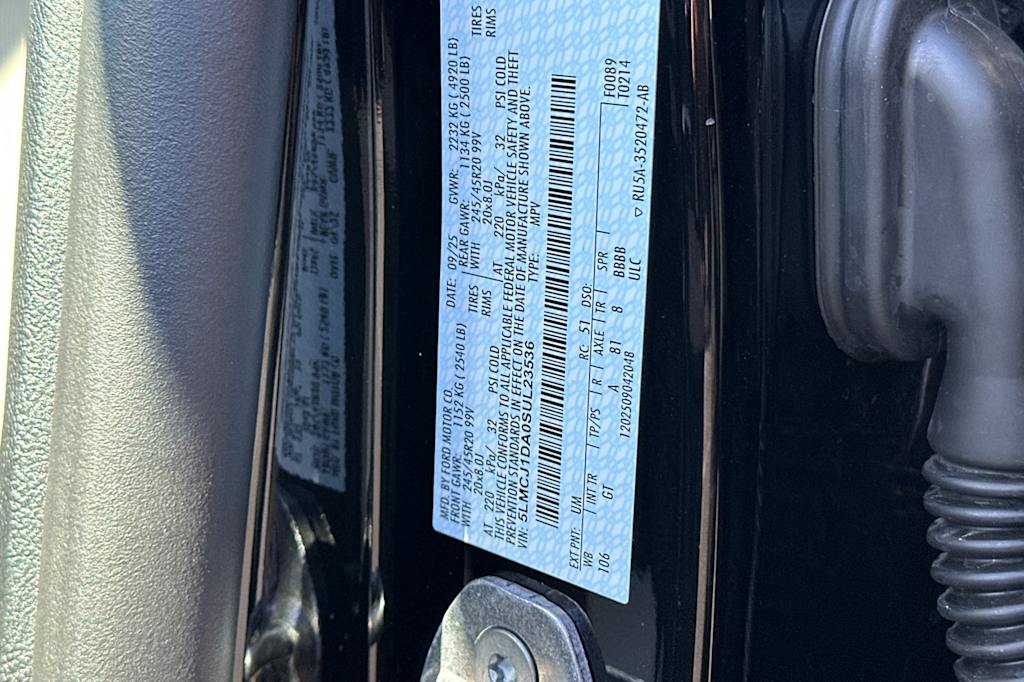 MFD. BY FORD MOTOR CO.
DATE: 09/25 GVWR: 2232 KG ( 4920 LB)
FRONT GAWR: 1152 KG ( 2540 LB)
REAR GAWR: 1134 KG ( 2500 LB)
WITH 245/45R20 99V TIRES
WITH 245/45R20 99V TIRES
20x8.0J RIMS
20x8.0J RIMS
AT 220 kPa/ 32 PSI COLD
AT 220 kPa/ 32 PSI COLD
THIS VEHICLE CONFORMS TO ALL APPLICABLE FEDERAL MOTOR VEHICLE SAFETY AND THEFT
PREVENTION STANDARDS IN EFFECT ON THE DATE OF MANUFACTURE SHOWN ABOVE.
VIN: 5LMCJ1DA0SUL23536 TYPE: MPV
EXT PNT: UM RC: 51 DSO: F0089
WB INT TR TP/PS R AXLE TR SPR T0214
106 GT A 81 8 BBBB
ULC
1202509042048 ▽ RU5A-3520472-AB